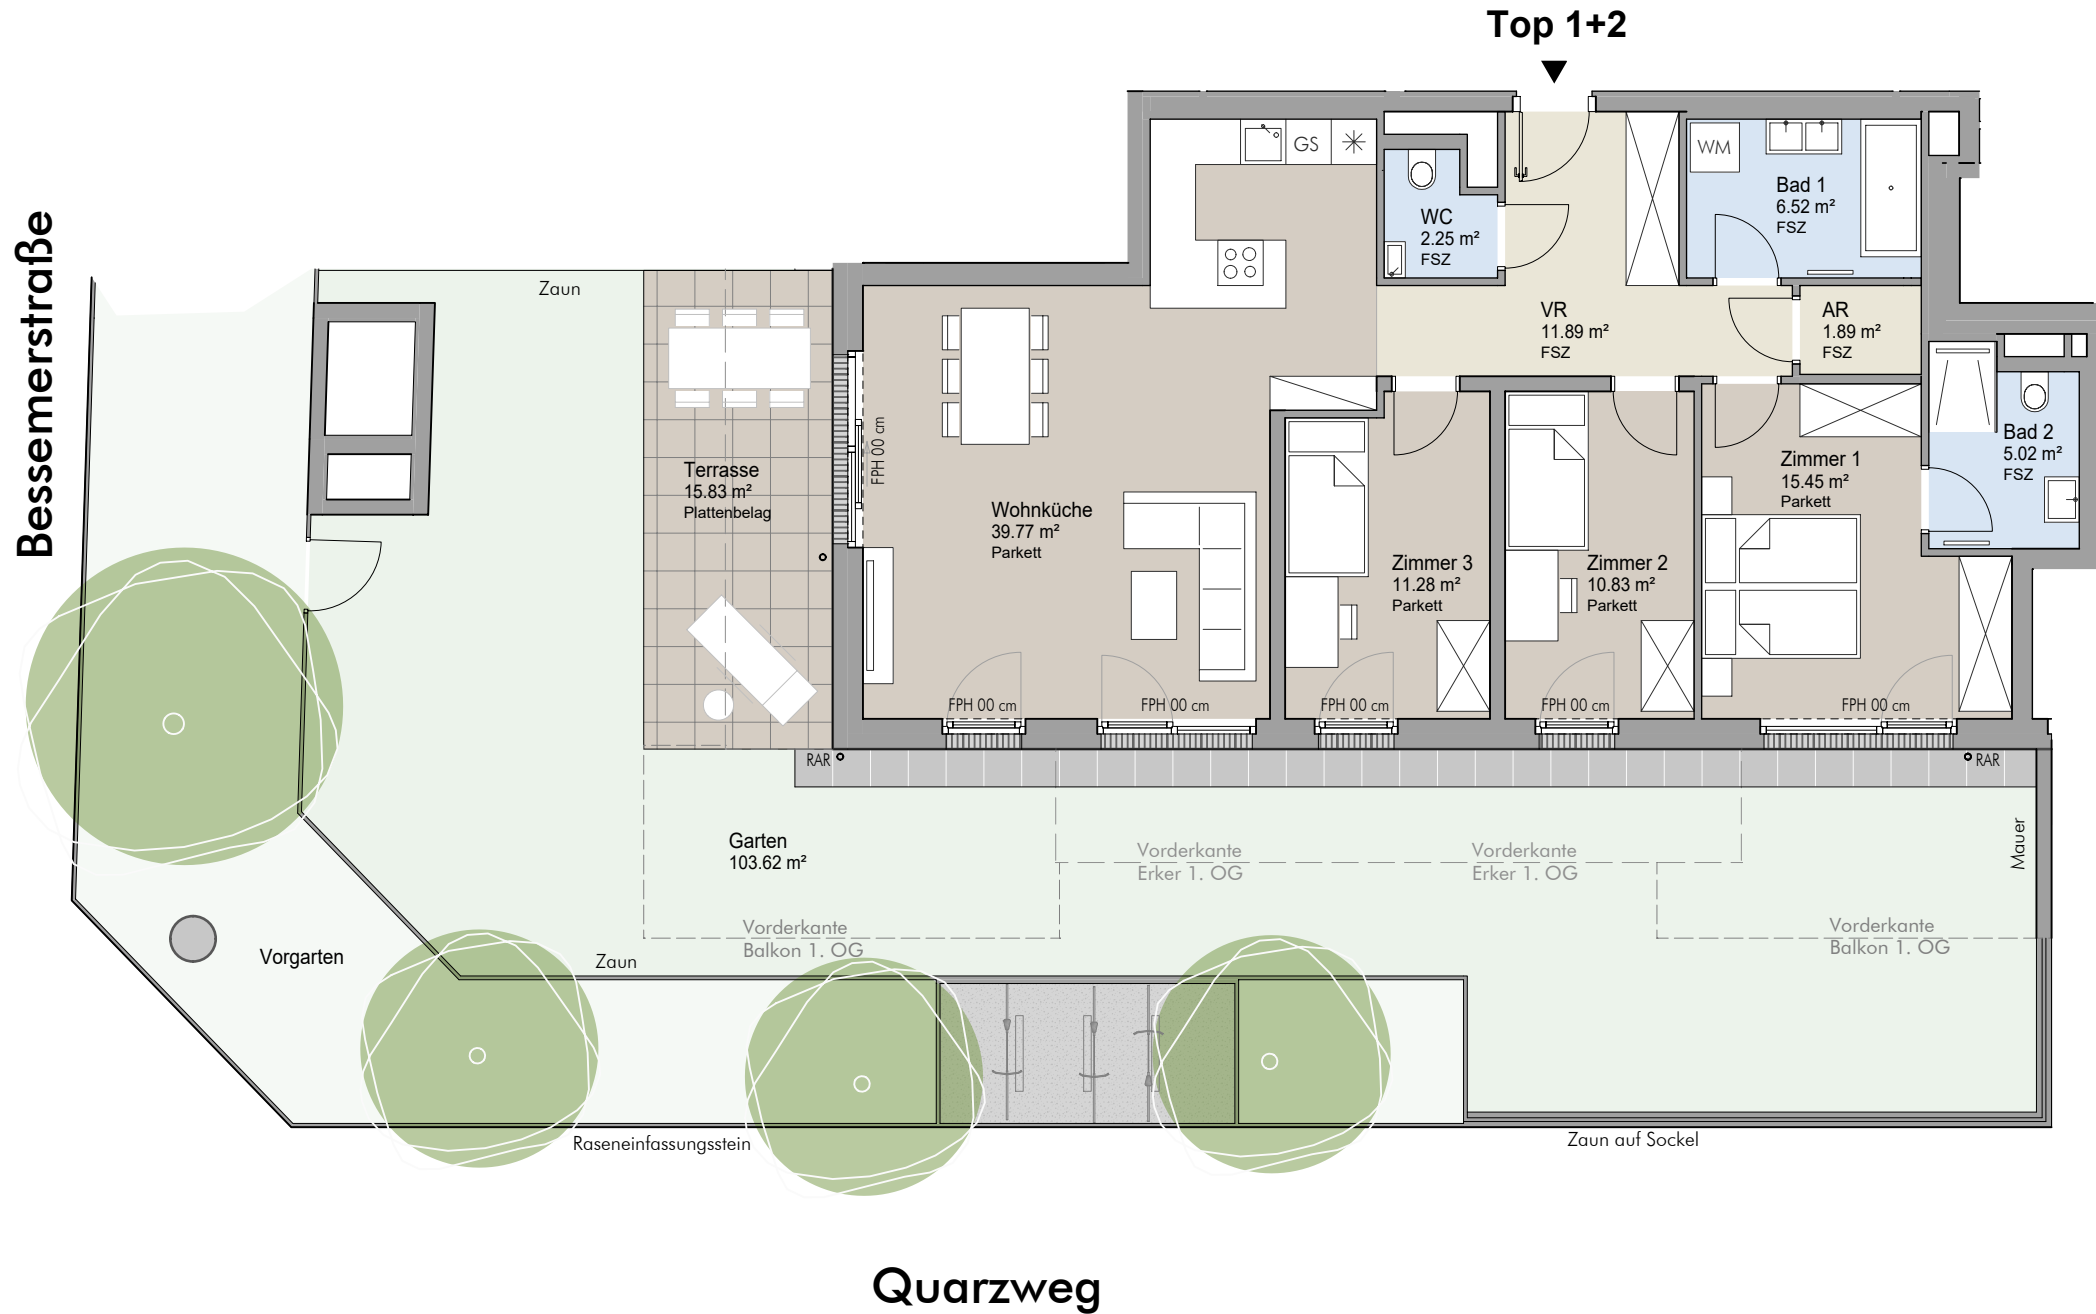 Top 1+2
Bessemerstraße
Zaun
GS
WC
2.25 m²
FSZ
WM
Bad 1
6.52 m²
FSZ
VR
11.89 m²
FSZ
AR
1.89 m²
FSZ
Bad 2
5.02 m²
FSZ
Terrasse
15.83 m²
Plattenbelag
FPH 00 cm
Wohnküche
39.77 m²
Parkett
Zimmer 3
11.28 m²
Parkett
Zimmer 2
10.83 m²
Parkett
Zimmer 1
15.45 m²
Parkett
FPH 00 cm
FPH 00 cm
FPH 00 cm
FPH 00 cm
FPH 00 cm
RAR
RAR
Garten
103.62 m²
Vorderkante
Erker 1. OG
Vorderkante
Erker 1. OG
Mauer
Vorderkante
Balkon 1. OG
Vorderkante
Balkon 1. OG
Vorgarten
Zaun
Raseneinfassungsstein
Zaun auf Sockel
Quarzweg